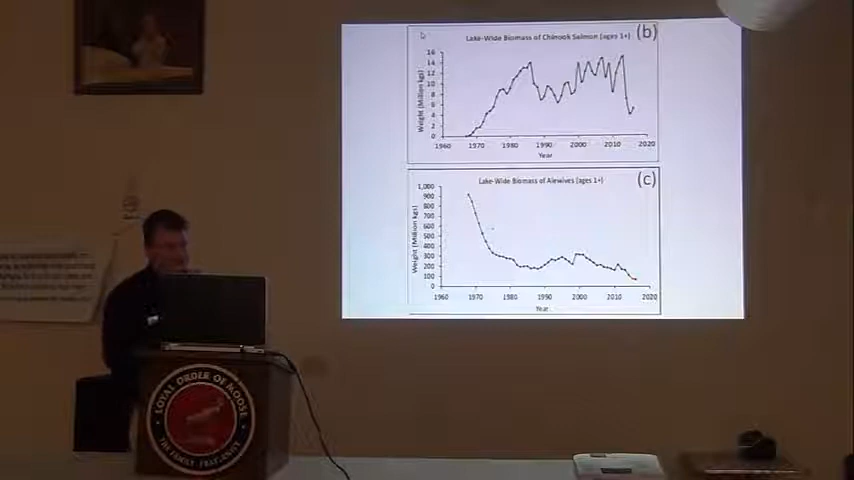 Lake-Wide Biomass of Chinook Salmon (ages 1+)
(b)
Weight (Million kgs)
16
14
12
10
8
6
4
2
0
1960 1970 1980 1990 2000 2010 2020
Year
Lake-Wide Biomass of Alewives (ages 1+)
(c)
Weight (Million kgs)
1,000
900
800
700
600
500
400
300
200
100
0
1960 1970 1980 1990 2000 2010 2020
Year
LOYAL ORDER OF MOOSE
THE FAMILY FRATERNITY